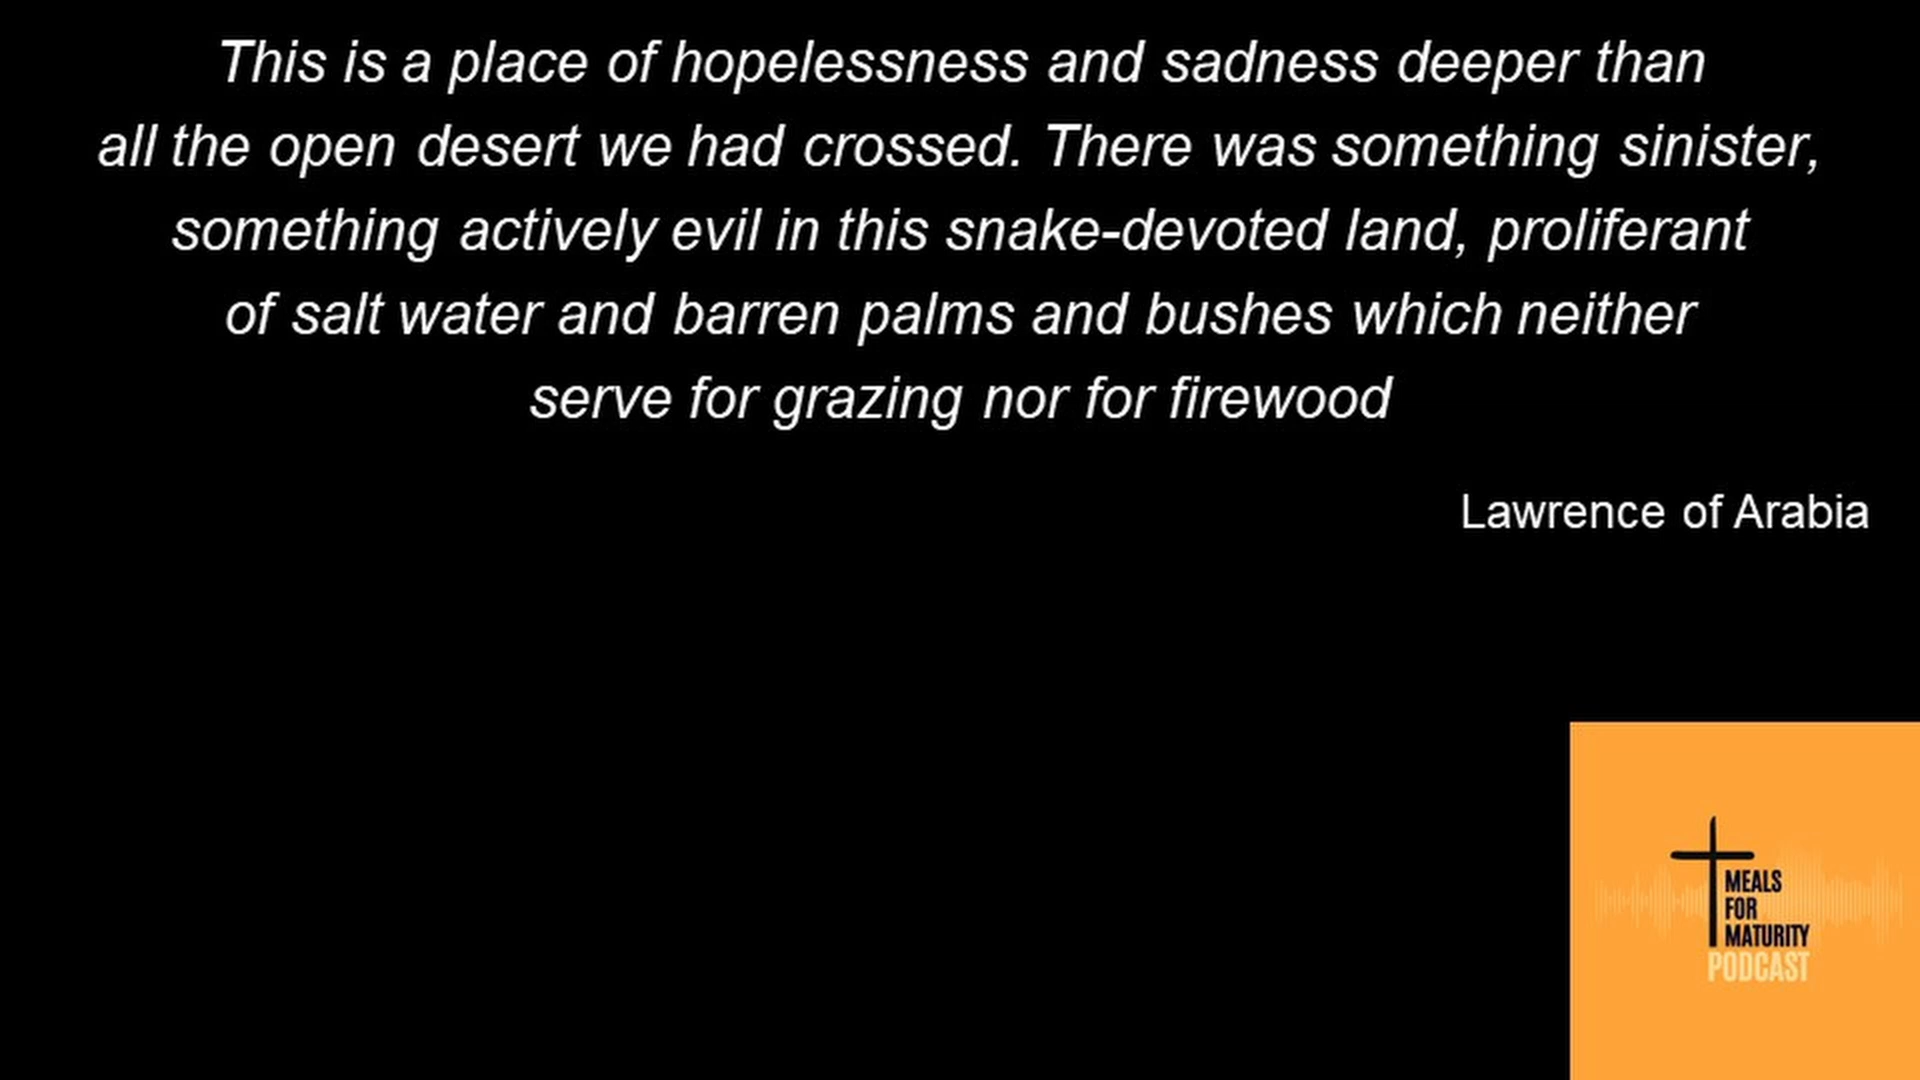 This is a place of hopelessness and sadness deeper than
all the open desert we had crossed. There was something sinister,
something actively evil in this snake-devoted land, proliferant
of salt water and barren palms and bushes which neither
serve for grazing nor for firewood
Lawrence of Arabia
MEALS
FOR
MATURITY
PODCAST